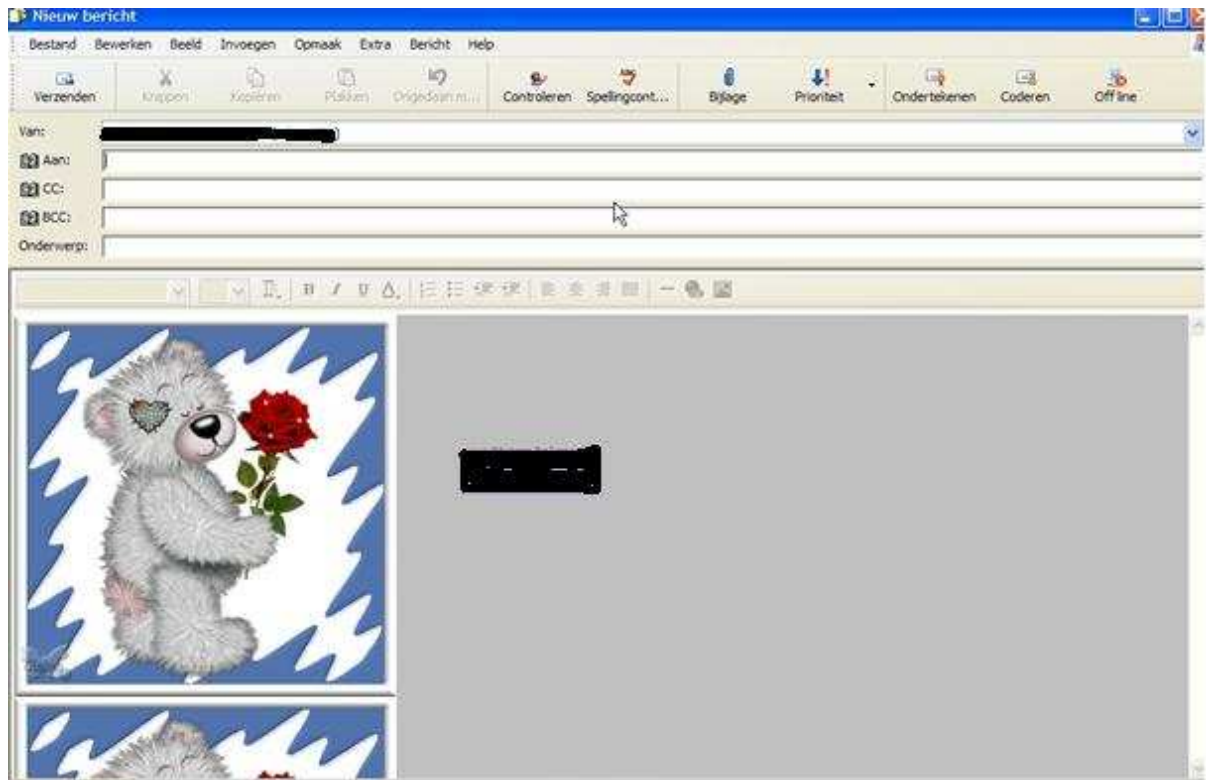 Nieuw bericht
Bestand Bewerken Beeld Invoegen Opmaak Extra Bericht Help
Verzenden Knippen Kopiëren Plakken Ongedaan m... Controleren Spellingcont... Bijlage Prioriteit Ondertekenen Coderen Off line
Van:
Aan:
CC:
BCC:
Onderwerp: